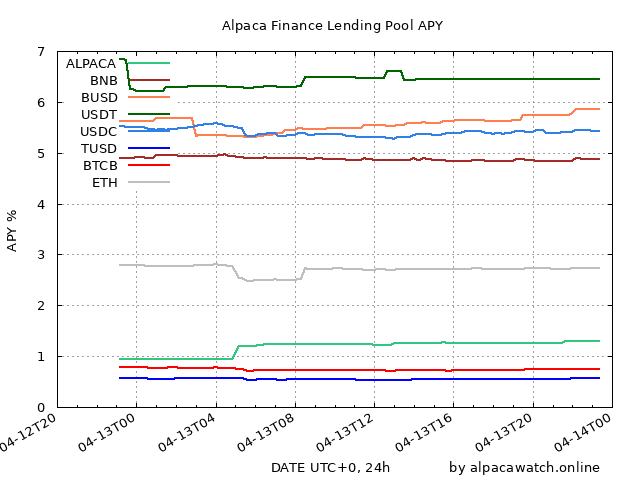 Alpaca Finance Lending Pool APY
7
6
5
4
3
2
1
0
APY %
ALPACA
BNB
BUSD
USDT
USDC
TUSD
BTCB
ETH
04-12T20
04-13T00
04-13T04
04-13T08
04-13T12
04-13T16
04-13T20
04-14T00
DATE UTC+0, 24h
by alpacawatch.online